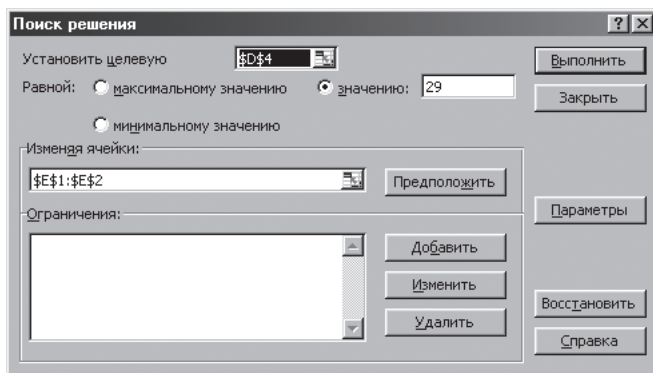 Поиск решения
Установить целевую $D$4 Выполнить
Равной: максимальному значению значению: 29 Закрыть
минимальному значению
Изменяя ячейки:
$E$1:$E$2 Предположить
Ограничения: Параметры
Добавить
Изменить
Восстановить
Удалить
Справка